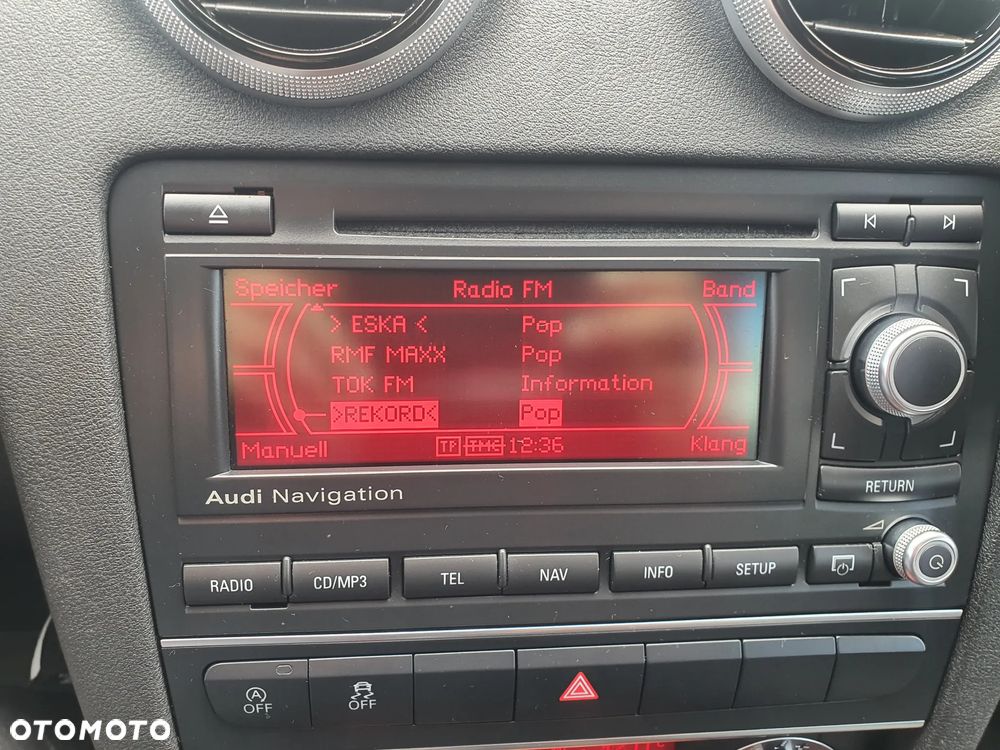 Speicher Radio FM Band
> ESKA < Pop
RMF MAXX Pop
TOK FM Information
>REKORD< Pop
Manuell TP TMC 12:36 Klang
Audi Navigation
RETURN
RADIO CD/MP3 TEL NAV INFO SETUP
A OFF OFF
OTOMOTO